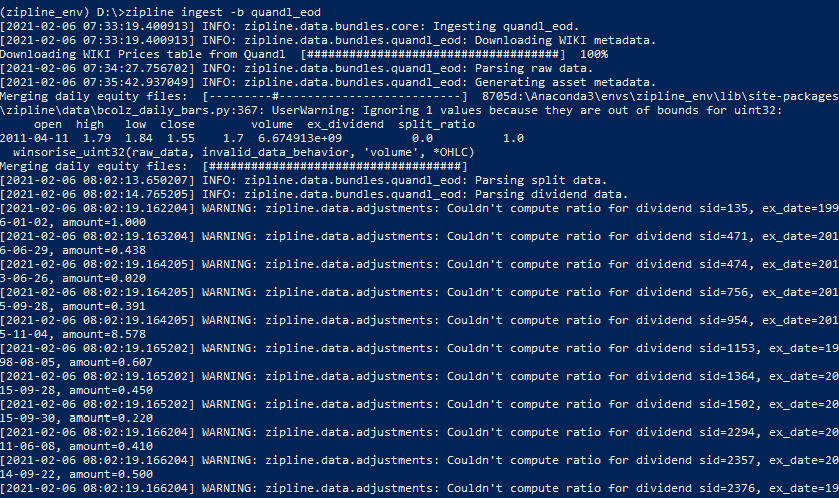 (zipline_env) D:\>zipline ingest -b quandl_eod
[2021-02-06 07:33:19.400913] INFO: zipline.data.bundles.core: Ingesting quandl_eod.
[2021-02-06 07:33:19.400913] INFO: zipline.data.bundles.quandl_eod: Downloading WIKI metadata.
Downloading WIKI Prices table from Quandl  [####################################]  100%
[2021-02-06 07:34:27.756702] INFO: zipline.data.bundles.quandl_eod: Parsing raw data.
[2021-02-06 07:35:42.937049] INFO: zipline.data.bundles.quandl_eod: Generating asset metadata.
Merging daily equity files:  [---------#--------------------------]  8705d:\Anaconda3\envs\zipline_env\lib\site-packages
\zipline\data\bcolz_daily_bars.py:367: UserWarning: Ignoring 1 values because they are out of bounds for uint32:
     open  high   low  close        volume  ex_dividend  split_ratio
2011-04-11  1.79  1.84  1.55    1.7  6.674913e+09          0.0          1.0
  winsorise_uint32(raw_data, invalid_data_behavior, 'volume', *OHLC)
Merging daily equity files:  [####################################]
[2021-02-06 08:02:13.650207] INFO: zipline.data.bundles.quandl_eod: Parsing split data.
[2021-02-06 08:02:14.765205] INFO: zipline.data.bundles.quandl_eod: Parsing dividend data.
[2021-02-06 08:02:19.162204] WARNING: zipline.data.adjustments: Couldn't compute ratio for dividend sid=135, ex_date=199
6-01-02, amount=1.000
[2021-02-06 08:02:19.163204] WARNING: zipline.data.adjustments: Couldn't compute ratio for dividend sid=471, ex_date=201
6-06-29, amount=0.438
[2021-02-06 08:02:19.164205] WARNING: zipline.data.adjustments: Couldn't compute ratio for dividend sid=474, ex_date=201
3-06-26, amount=0.020
[2021-02-06 08:02:19.164205] WARNING: zipline.data.adjustments: Couldn't compute ratio for dividend sid=756, ex_date=201
5-09-28, amount=0.391
[2021-02-06 08:02:19.164205] WARNING: zipline.data.adjustments: Couldn't compute ratio for dividend sid=954, ex_date=201
5-11-04, amount=8.578
[2021-02-06 08:02:19.165202] WARNING: zipline.data.adjustments: Couldn't compute ratio for dividend sid=1153, ex_date=19
98-08-05, amount=0.607
[2021-02-06 08:02:19.165202] WARNING: zipline.data.adjustments: Couldn't compute ratio for dividend sid=1364, ex_date=20
15-09-28, amount=0.450
[2021-02-06 08:02:19.165204] WARNING: zipline.data.adjustments: Couldn't compute ratio for dividend sid=1502, ex_date=20
15-09-30, amount=0.220
[2021-02-06 08:02:19.166204] WARNING: zipline.data.adjustments: Couldn't compute ratio for dividend sid=2294, ex_date=20
11-06-08, amount=0.410
[2021-02-06 08:02:19.166204] WARNING: zipline.data.adjustments: Couldn't compute ratio for dividend sid=2357, ex_date=20
14-09-22, amount=0.500
[2021-02-06 08:02:19.166204] WARNING: zipline.data.adjustments: Couldn't compute ratio for dividend sid=2376, ex_date=19